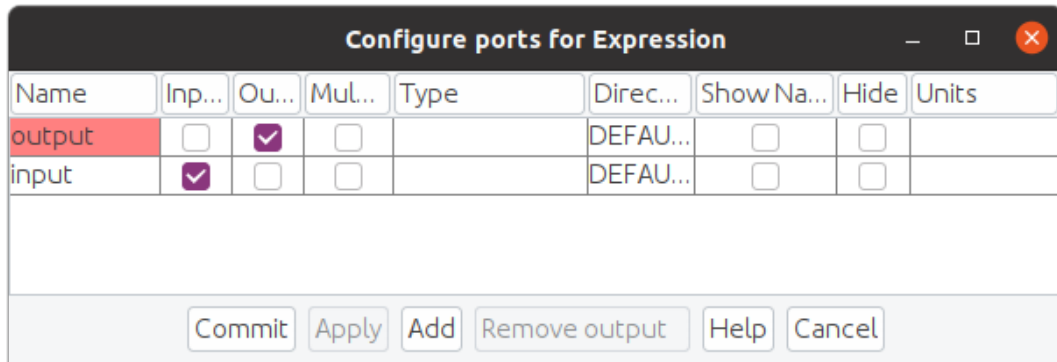 Configure ports for Expression
Name Inp... Ou... Mul... Type Direc... Show Na... Hide Units
output DEFAU...
input DEFAU...
Commit Apply Add Remove output Help Cancel